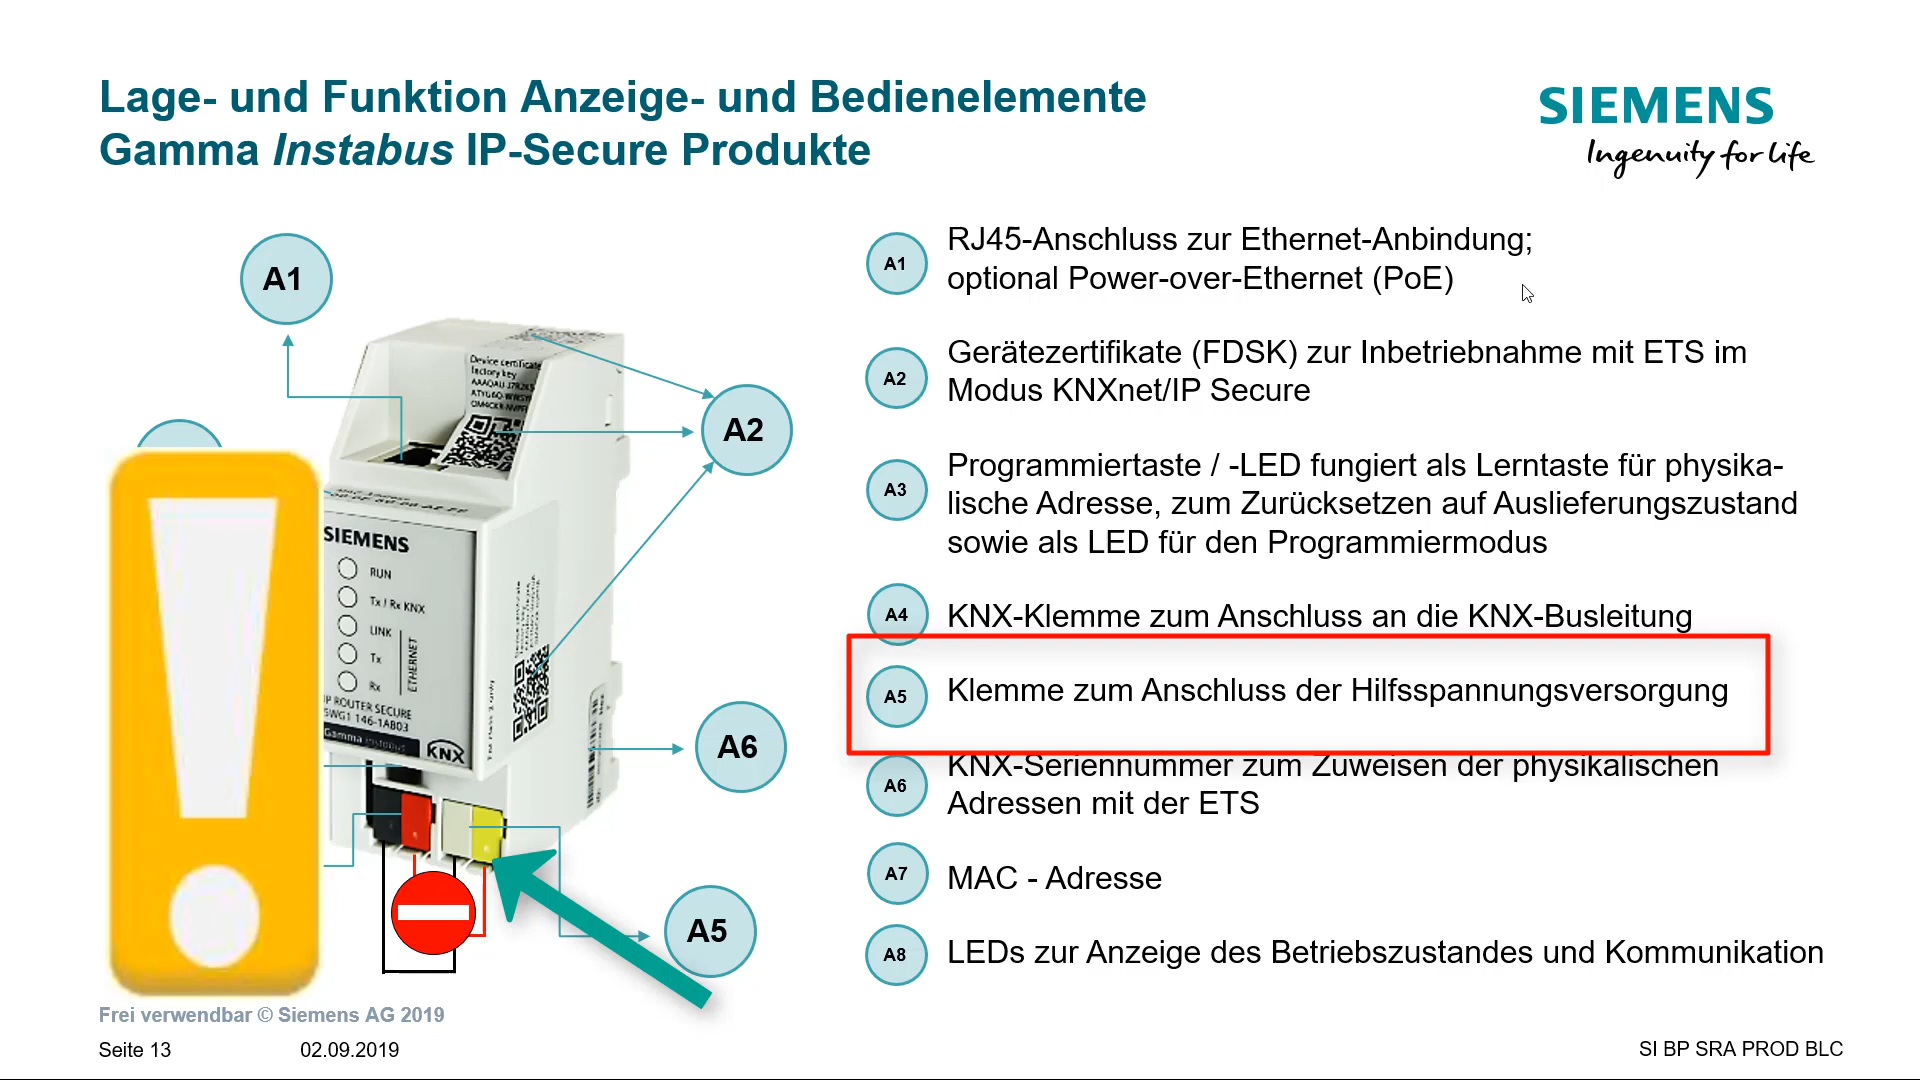 Lage- und Funktion Anzeige- und Bedienelemente
Gamma Instabus IP-Secure Produkte
SIEMENS
Ingenuity for life
A1
RJ45-Anschluss zur Ethernet-Anbindung;
optional Power-over-Ethernet (PoE)
A2
Gerätezertifikate (FDSK) zur Inbetriebnahme mit ETS im
Modus KNXnet/IP Secure
A3
Programmiertaste / -LED fungiert als Lerntaste für physika-
lische Adresse, zum Zurücksetzen auf Auslieferungszustand
sowie als LED für den Programmiermodus
A4
KNX-Klemme zum Anschluss an die KNX-Busleitung
A5
Klemme zum Anschluss der Hilfsspannungsversorgung
A6
KNX-Seriennummer zum Zuweisen der physikalischen
Adressen mit der ETS
A7
MAC - Adresse
A8
LEDs zur Anzeige des Betriebszustandes und Kommunikation
A1
A2
A6
A5
Device certificate
factory key
SIEMENS
RUN
Tx / Rx KNX
LINK
Tx
Rx
ETHERNET
IP ROUTER SECURE
5WG1 146-1AB03
Gamma instabus
KNX
Frei verwendbar © Siemens AG 2019
Seite 13
02.09.2019
SI BP SRA PROD BLC